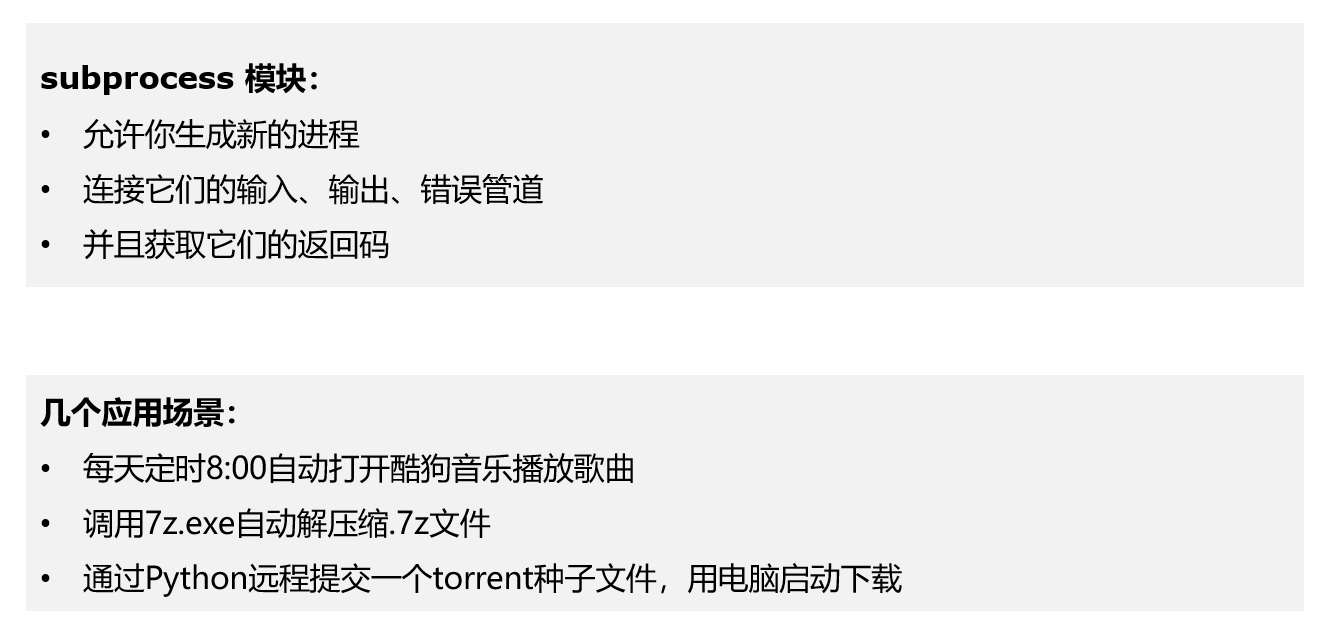 subprocess 模块：
• 允许你生成新的进程
• 连接它们的输入、输出、错误管道
• 并且获取它们的返回码
几个应用场景：
• 每天定时8:00自动打开酷狗音乐播放歌曲
• 调用7z.exe自动解压缩.7z文件
• 通过Python远程提交一个torrent种子文件，用电脑启动下载